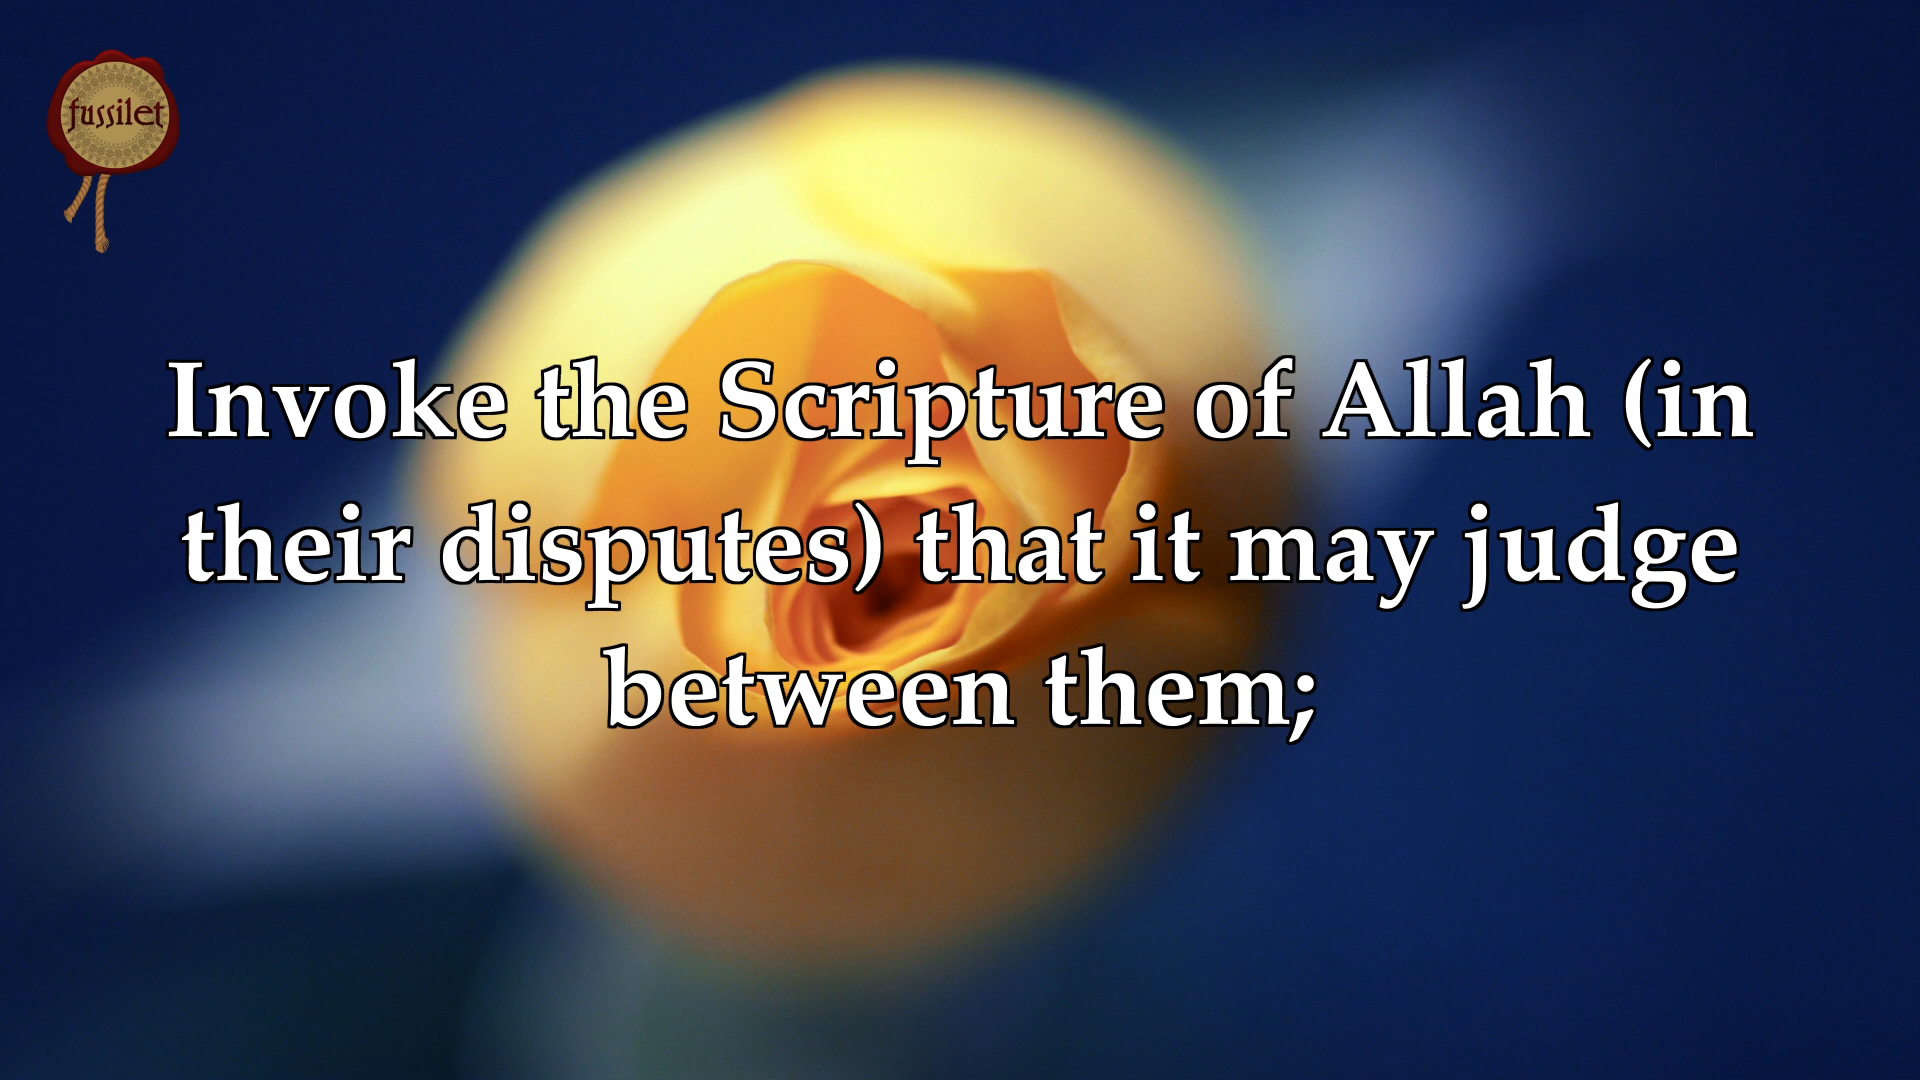 fussilet
Invoke the Scripture of Allah (in
their disputes) that it may judge
between them;